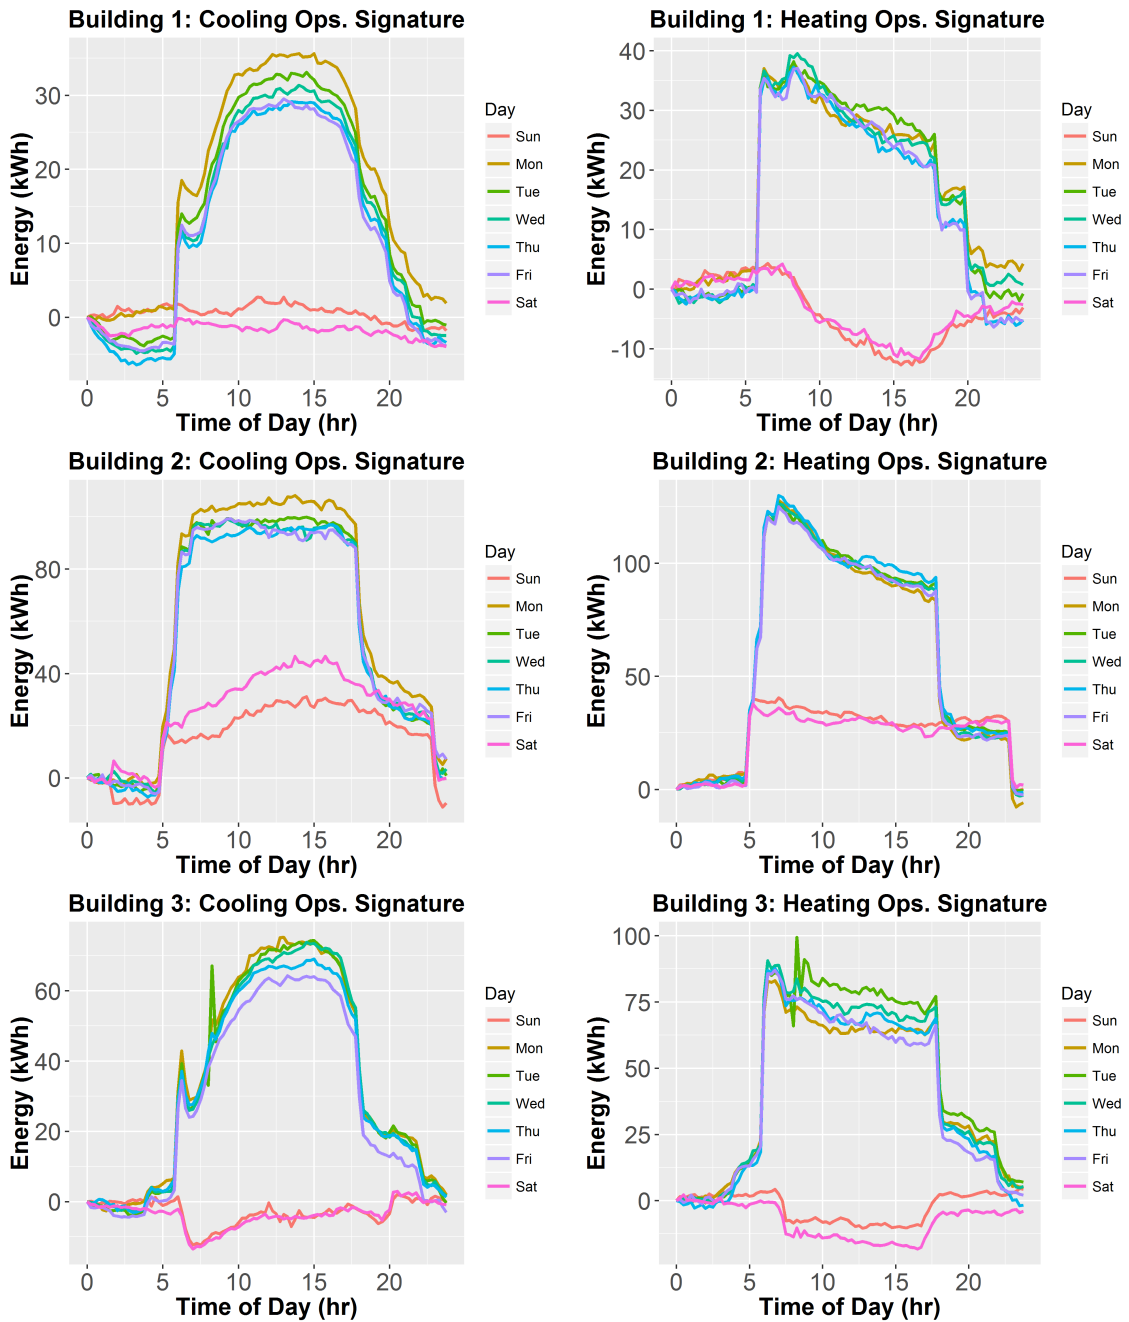 Building 1: Cooling Ops. Signature
Energy (kWh)
30
20
10
0
0 5 10 15 20
Time of Day (hr)
Day
Sun
Mon
Tue
Wed
Thu
Fri
Sat
Building 1: Heating Ops. Signature
Energy (kWh)
40
30
20
10
0
-10
0 5 10 15 20
Time of Day (hr)
Day
Sun
Mon
Tue
Wed
Thu
Fri
Sat
Building 2: Cooling Ops. Signature
Energy (kWh)
80
40
0
0 5 10 15 20
Time of Day (hr)
Day
Sun
Mon
Tue
Wed
Thu
Fri
Sat
Building 2: Heating Ops. Signature
Energy (kWh)
100
50
0
0 5 10 15 20
Time of Day (hr)
Day
Sun
Mon
Tue
Wed
Thu
Fri
Sat
Building 3: Cooling Ops. Signature
Energy (kWh)
60
40
20
0
0 5 10 15 20
Time of Day (hr)
Day
Sun
Mon
Tue
Wed
Thu
Fri
Sat
Building 3: Heating Ops. Signature
Energy (kWh)
100
75
50
25
0
0 5 10 15 20
Time of Day (hr)
Day
Sun
Mon
Tue
Wed
Thu
Fri
Sat